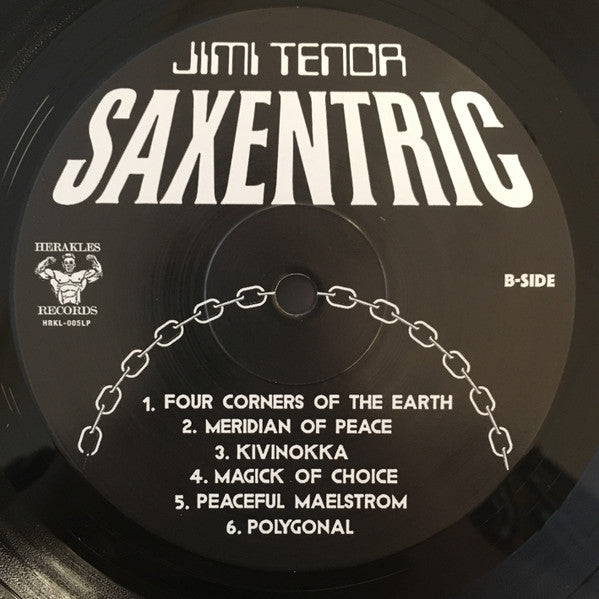 JIMI TENOR
SAXENTRIC
HERAKLES
RECORDS
HRKL-005LP
B-SIDE
1. FOUR CORNERS OF THE EARTH
2. MERIDIAN OF PEACE
3. KIVINOKKA
4. MAGICK OF CHOICE
5. PEACEFUL MAELSTROM
6. POLYGONAL